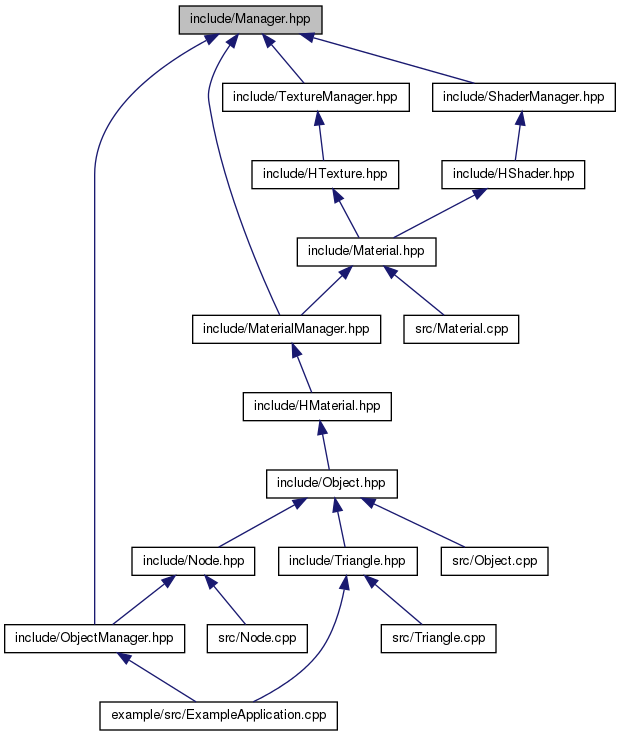 include/Manager.hpp
include/TextureManager.hpp
include/ShaderManager.hpp
include/HTexture.hpp
include/HShader.hpp
include/Material.hpp
include/MaterialManager.hpp
src/Material.cpp
include/HMaterial.hpp
include/Object.hpp
include/Node.hpp
include/Triangle.hpp
src/Object.cpp
include/ObjectManager.hpp
src/Node.cpp
src/Triangle.cpp
example/src/ExampleApplication.cpp